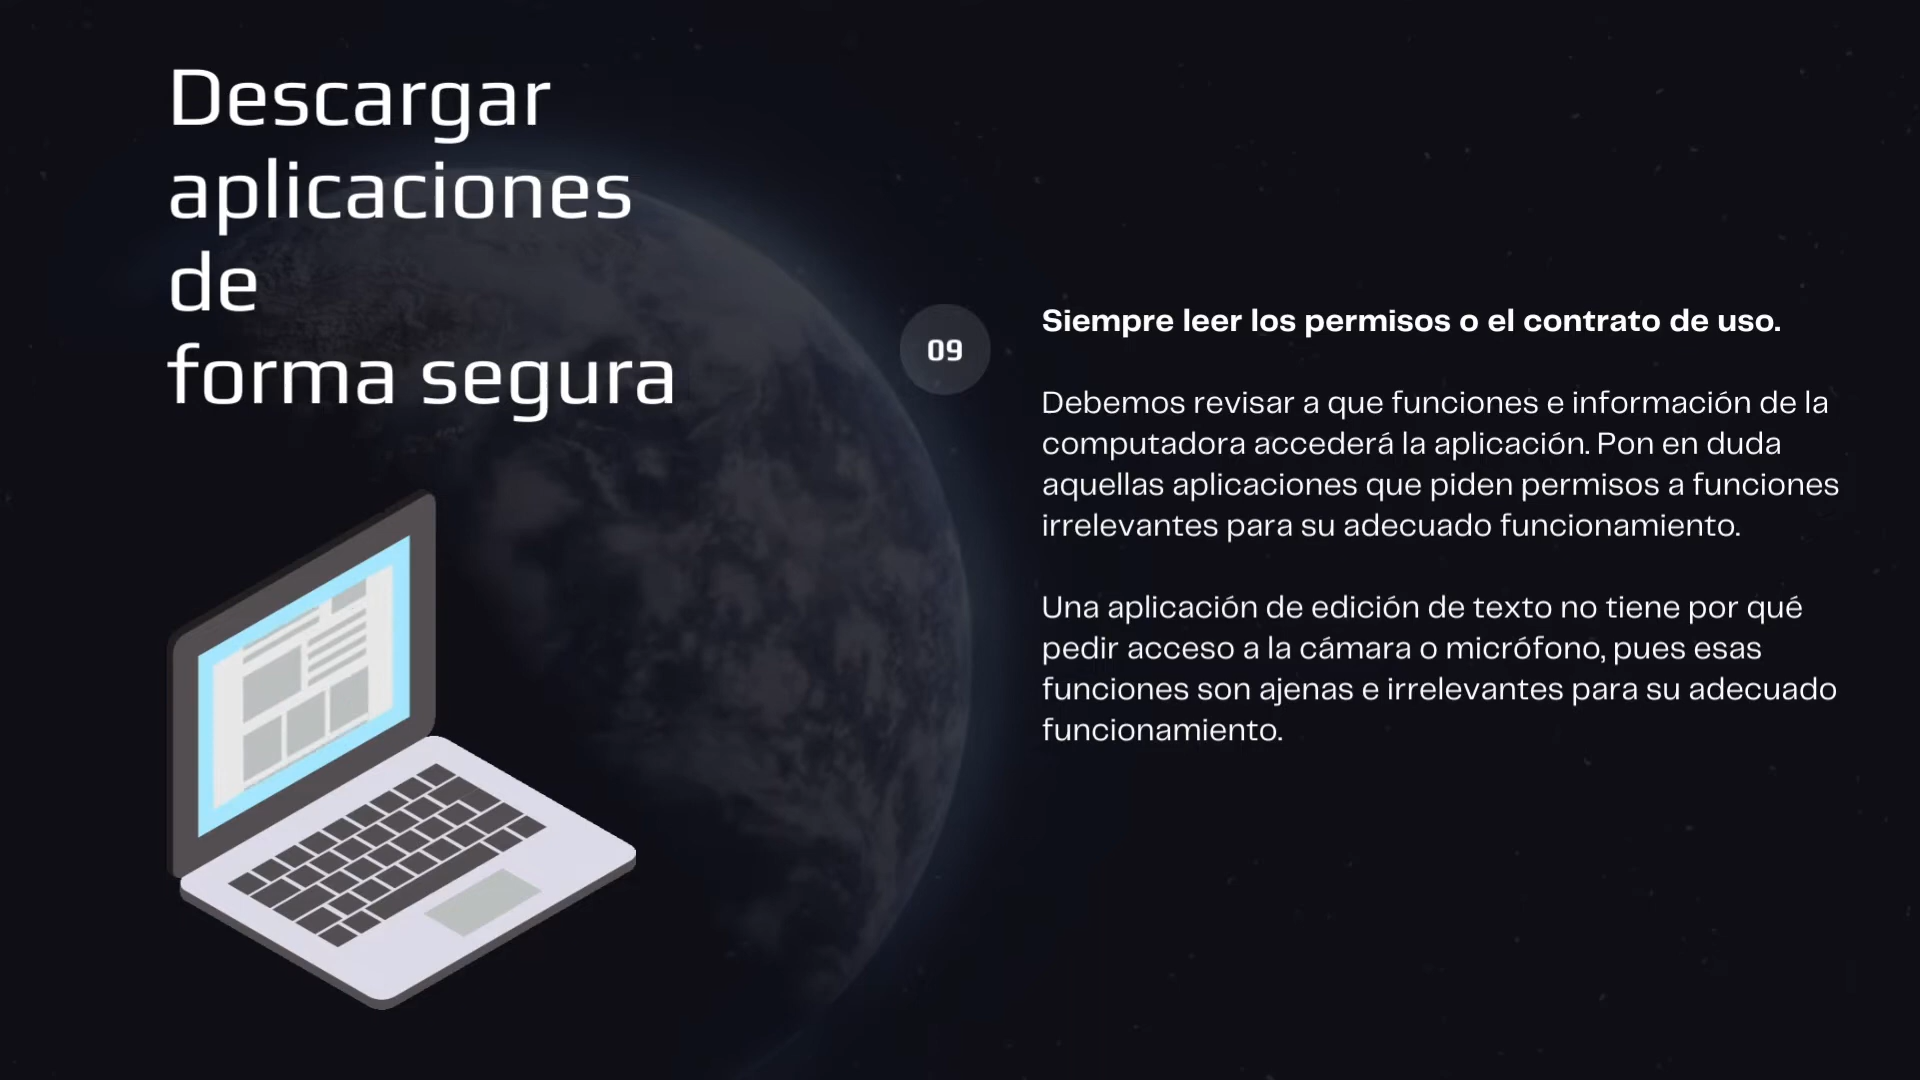 Descargar
aplicaciones
de
forma segura
09
Siempre leer los permisos o el contrato de uso.
Debemos revisar a que funciones e información de la
computadora accederá la aplicación. Pon en duda
aquellas aplicaciones que piden permisos a funciones
irrelevantes para su adecuado funcionamiento.
Una aplicación de edición de texto no tiene por qué
pedir acceso a la cámara o micrófono, pues esas
funciones son ajenas e irrelevantes para su adecuado
funcionamiento.